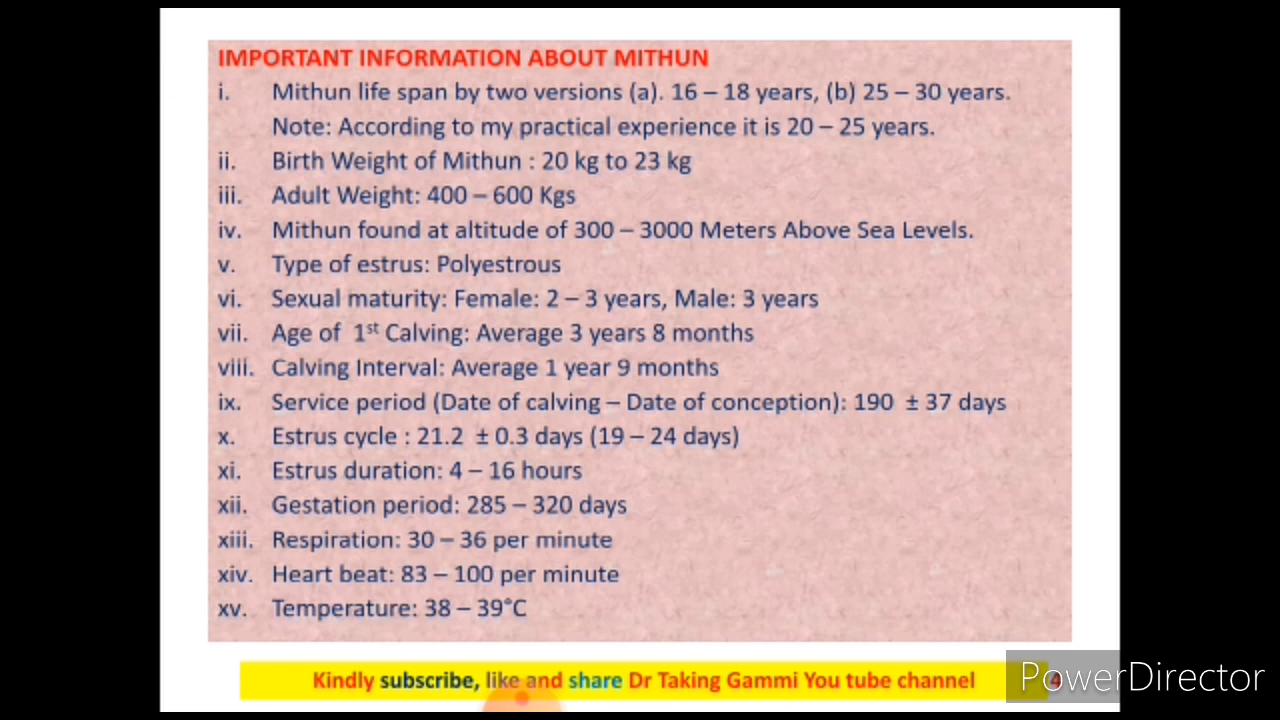 IMPORTANT INFORMATION ABOUT MITHUN
i. Mithun life span by two versions (a). 16 – 18 years, (b) 25 – 30 years.
Note: According to my practical experience it is 20 – 25 years.
ii. Birth Weight of Mithun : 20 kg to 23 kg
iii. Adult Weight: 400 – 600 Kgs
iv. Mithun found at altitude of 300 – 3000 Meters Above Sea Levels.
v. Type of estrus: Polyestrous
vi. Sexual maturity: Female: 2 – 3 years, Male: 3 years
vii. Age of 1st Calving: Average 3 years 8 months
viii. Calving Interval: Average 1 year 9 months
ix. Service period (Date of calving – Date of conception): 190 ± 37 days
x. Estrus cycle : 21.2 ± 0.3 days (19 – 24 days)
xi. Estrus duration: 4 – 16 hours
xii. Gestation period: 285 – 320 days
xiii. Respiration: 30 – 36 per minute
xiv. Heart beat: 83 – 100 per minute
xv. Temperature: 38 – 39°C
Kindly subscribe, like and share Dr Taking Gammi You tube channel
PowerDirector